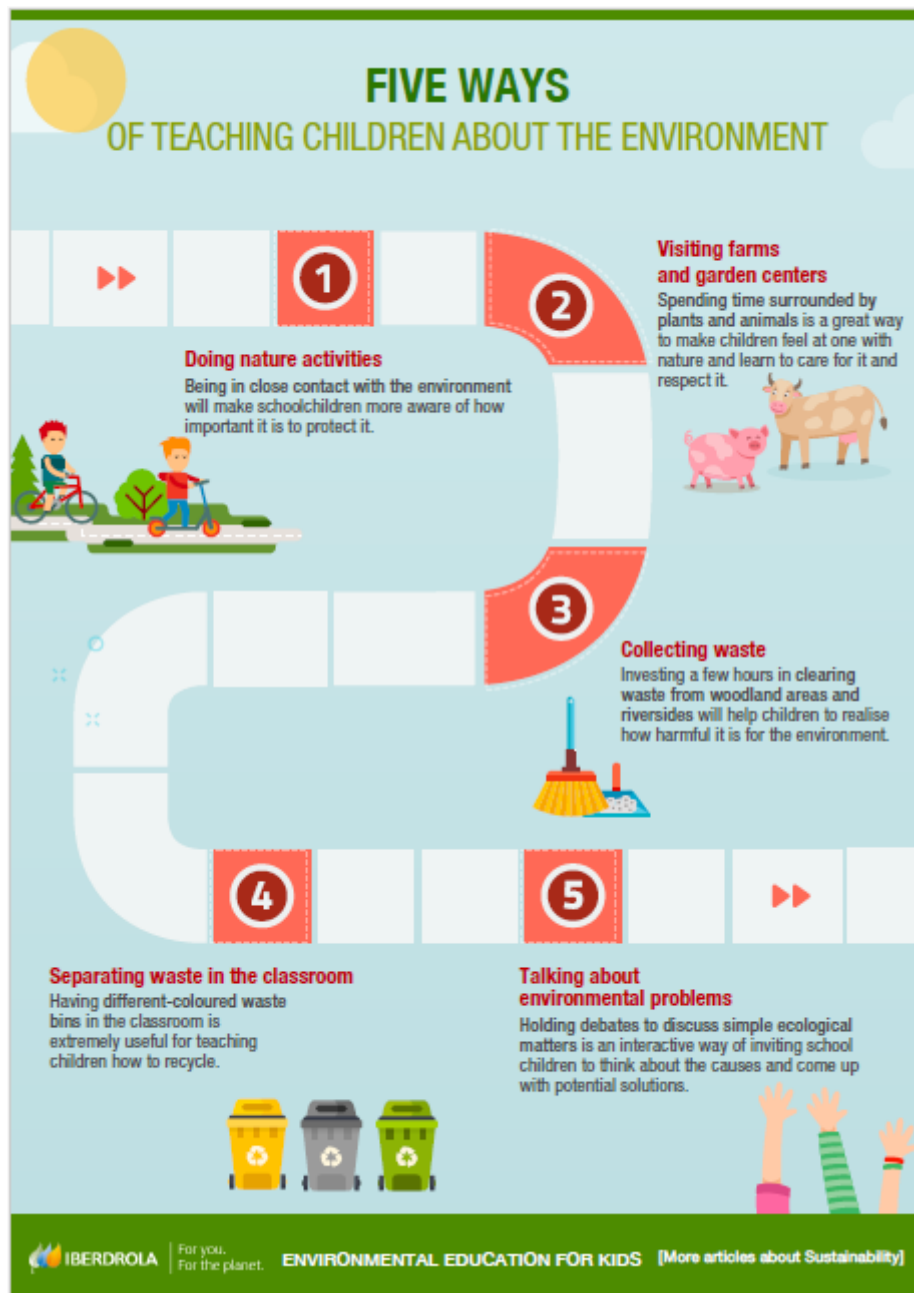 FIVE WAYS
OF TEACHING CHILDREN ABOUT THE ENVIRONMENT
1
Doing nature activities
Being in close contact with the environment
will make schoolchildren more aware of how
important it is to protect it.
2
Visiting farms
and garden centers
Spending time surrounded by
plants and animals is a great way
to make children feel at one with
nature and learn to care for it and
respect it.
3
Collecting waste
Investing a few hours in clearing
waste from woodland areas and
riversides will help children to realise
how harmful it is for the environment.
4
Separating waste in the classroom
Having different-coloured waste
bins in the classroom is
extremely useful for teaching
children how to recycle.
5
Talking about
environmental problems
Holding debates to discuss simple ecological
matters is an interactive way of inviting school
children to think about the causes and come up
with potential solutions.
IBERDROLA
For you.
For the planet.
ENVIRONMENTAL EDUCATION FOR KIDS
[More articles about Sustainability]